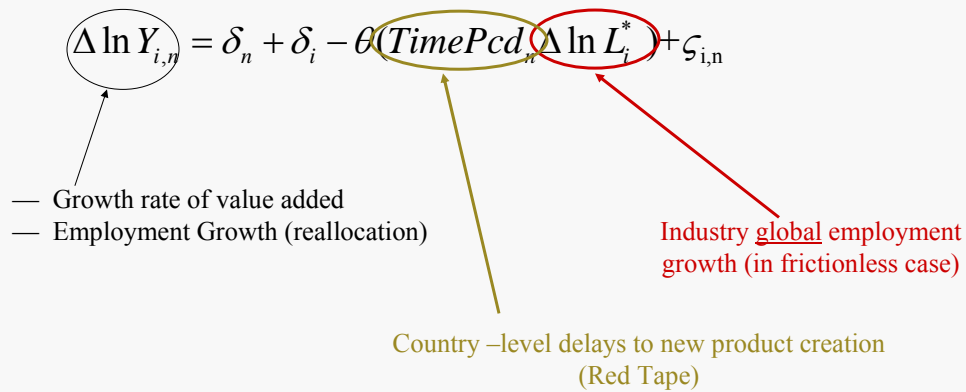 Δ ln Y_{i,n} = δ_n + δ_i − θ(TimePcd_n Δ ln L_i^*) + ς_{i,n}
— Growth rate of value added
— Employment Growth (reallocation)
Industry global employment
growth (in frictionless case)
Country –level delays to new product creation
(Red Tape)